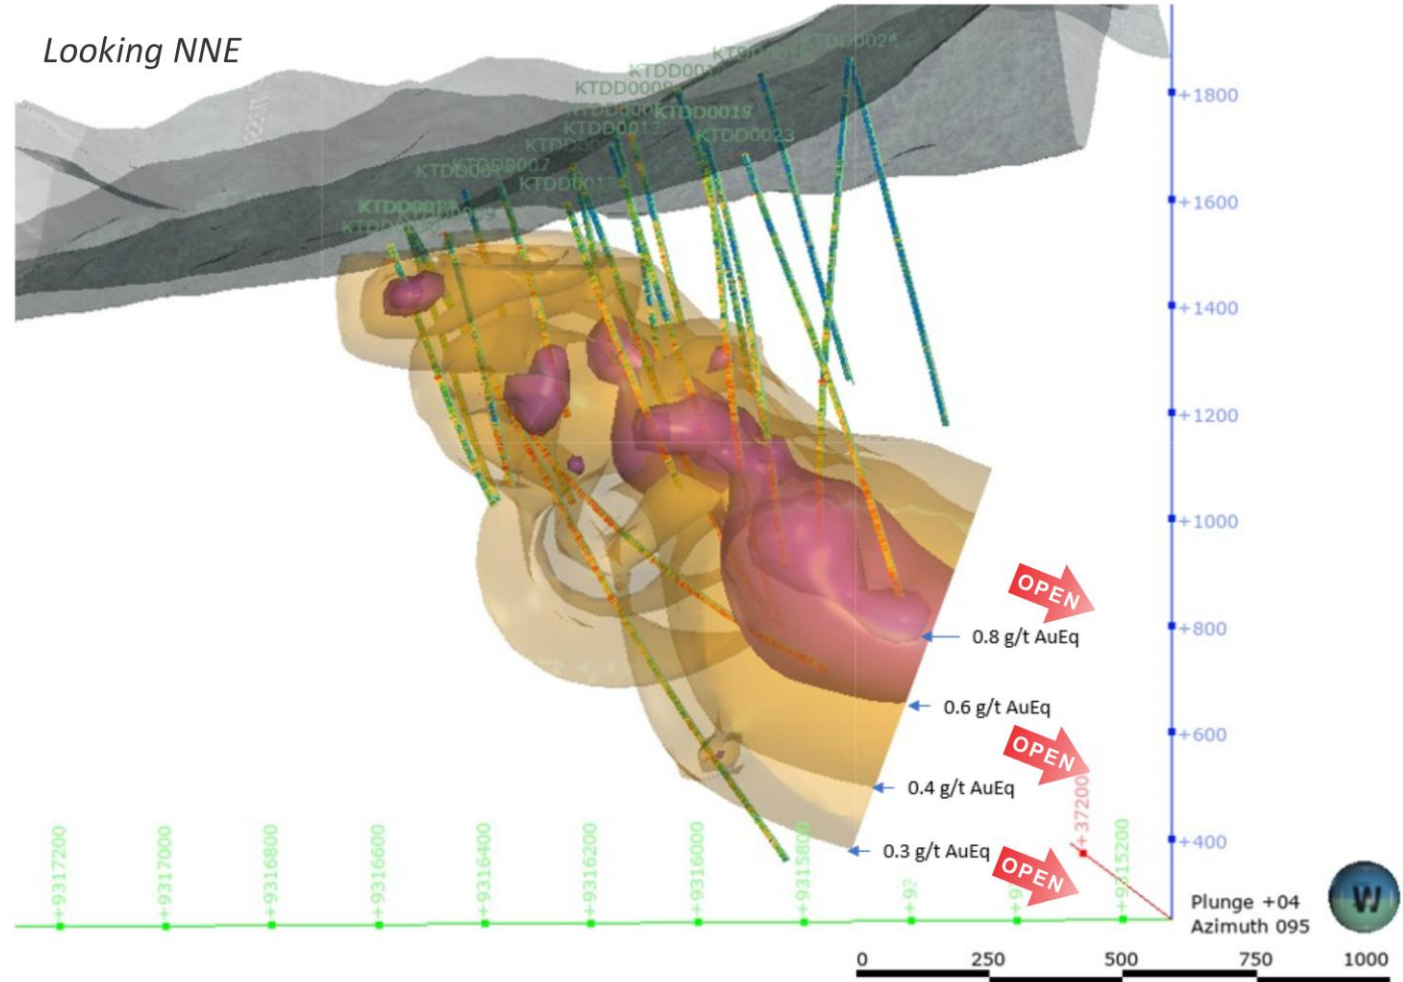 Looking NNE
KTDD0026
KTDD0008
KTDD0018
KTDD0013
KTDD0023
+1800
+1600
+1400
+1200
+1000
+800
+600
+400
OPEN
0.8 g/t AuEq
0.6 g/t AuEq
OPEN
0.4 g/t AuEq
0.3 g/t AuEq
OPEN
+37200
+9317200
+9317000
+9316800
+9316600
+9316400
+9316200
+9316000
+9315800
+9315200
Plunge +04
Azimuth 095
W
0 250 500 750 1000